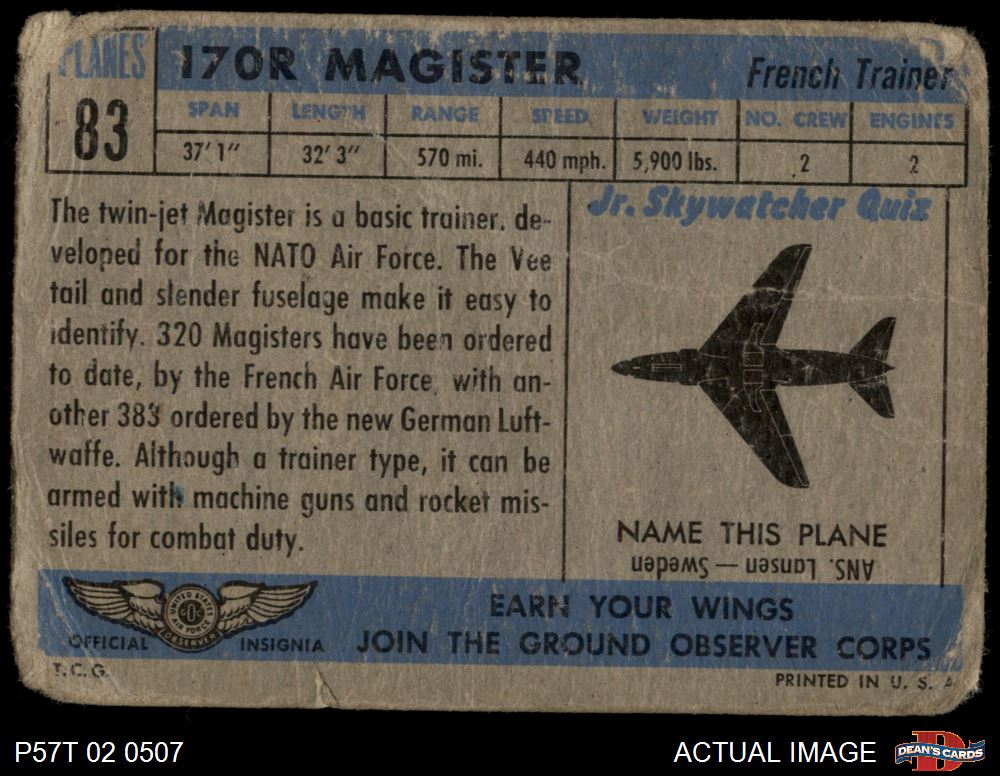 PLANES
83
170R MAGISTER
French Trainer
SPAN LENGTH RANGE SPEED WEIGHT NO. CREW ENGINES
37' 1" 32' 3" 570 mi. 440 mph. 5,900 lbs. 2 2
The twin-jet Magister is a basic trainer, de-
veloped for the NATO Air Force. The Vee
tail and slender fuselage make it easy to
identify. 320 Magisters have been ordered
to date, by the French Air Force, with an-
other 383 ordered by the new German Luft-
waffe. Although a trainer type, it can be
armed with machine guns and rocket mis-
siles for combat duty.
Jr. Skywatcher Quiz
NAME THIS PLANE
ANS. Lansen — Sweden
UNITED STATES
AIR FORCE
GOC
OBSERVER
OFFICIAL INSIGNIA
EARN YOUR WINGS
JOIN THE GROUND OBSERVER CORPS
T.C.G.
PRINTED IN U. S. A
P57T 02 0507
ACTUAL IMAGE
D
DEAN'S CARDS